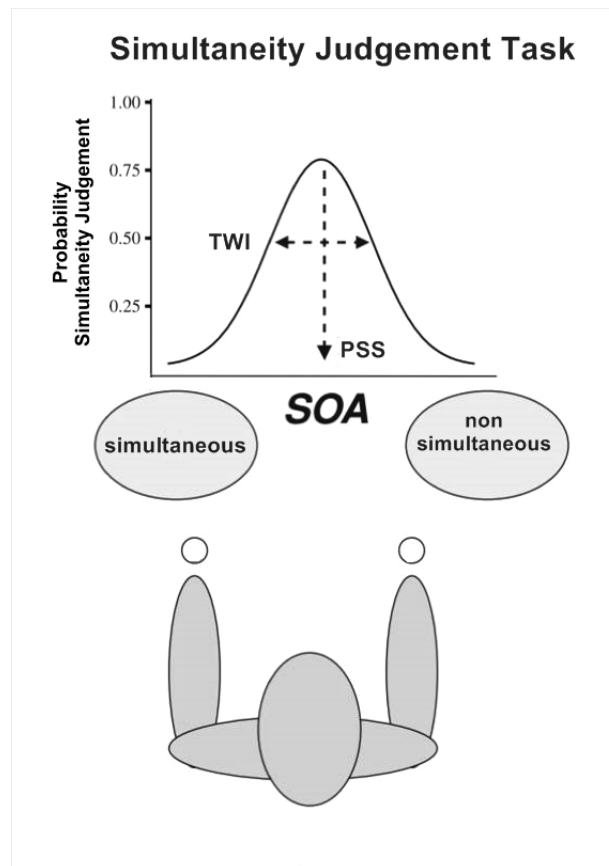 Simultaneity Judgement Task
Probability
Simultaneity Judgement
1.00
0.75
0.50
0.25
TWI
PSS
SOA
simultaneous
non
simultaneous